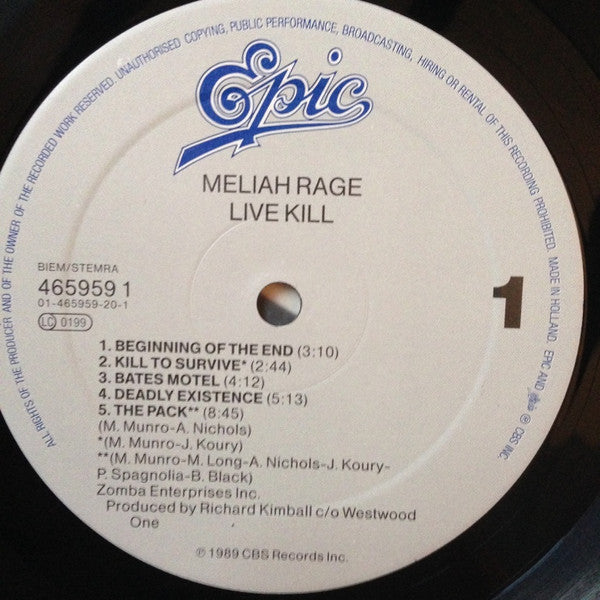 ALL RIGHTS OF THE PRODUCER AND OF THE OWNER OF THE RECORDED WORK RESERVED. UNAUTHORISED COPYING, PUBLIC PERFORMANCE, BROADCASTING, HIRING OR RENTAL OF THIS RECORDING PROHIBITED. MADE IN HOLLAND. EPIC AND Epic ℗ CBS INC.
Epic
MELIAH RAGE
LIVE KILL
BIEM/STEMRA
465959 1
01-465959-20-1
LC 0199
1
1. BEGINNING OF THE END (3:10)
2. KILL TO SURVIVE* (2:44)
3. BATES MOTEL (4:12)
4. DEADLY EXISTENCE (5:13)
5. THE PACK** (8:45)
(M. Munro-A. Nichols)
*(M. Munro-J. Koury)
**(M. Munro-M. Long-A. Nichols-J. Koury-
P. Spagnolia-B. Black)
Zomba Enterprises Inc.
Produced by Richard Kimball c/o Westwood
One
℗ 1989 CBS Records Inc.